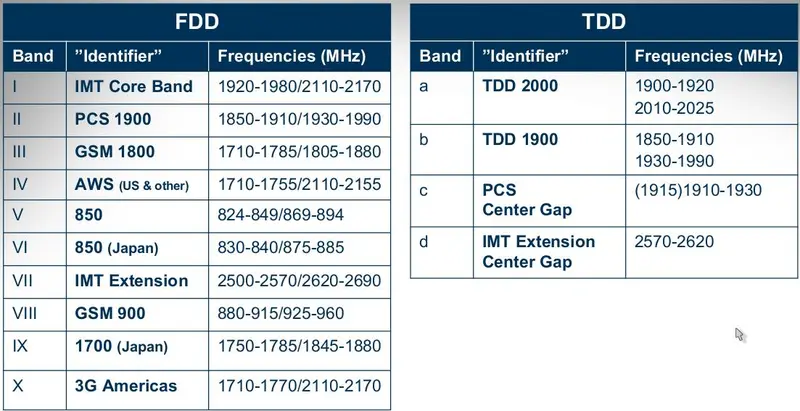 FDD
Band ”Identifier” Frequencies (MHz)
I IMT Core Band 1920-1980/2110-2170
II PCS 1900 1850-1910/1930-1990
III GSM 1800 1710-1785/1805-1880
IV AWS (US & other) 1710-1755/2110-2155
V 850 824-849/869-894
VI 850 (Japan) 830-840/875-885
VII IMT Extension 2500-2570/2620-2690
VIII GSM 900 880-915/925-960
IX 1700 (Japan) 1750-1785/1845-1880
X 3G Americas 1710-1770/2110-2170
TDD
Band ”Identifier” Frequencies (MHz)
a TDD 2000 1900-1920
2010-2025
b TDD 1900 1850-1910
1930-1990
c PCS (1915)1910-1930
Center Gap
d IMT Extension 2570-2620
Center Gap